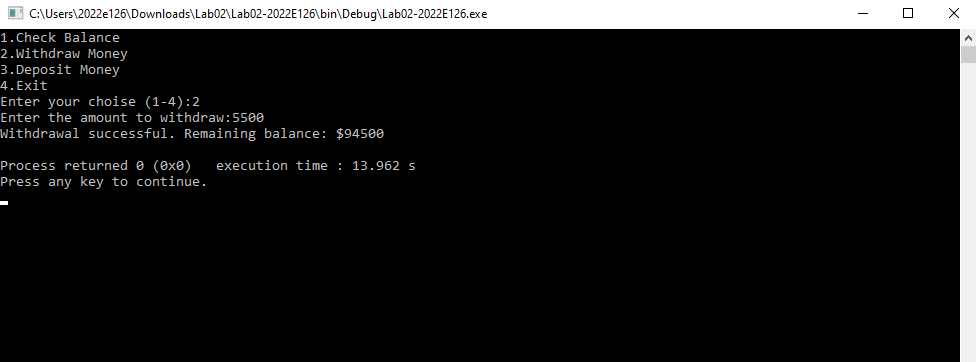 C:\Users\2022e126\Downloads\Lab02\Lab02-2022E126\bin\Debug\Lab02-2022E126.exe
1.Check Balance
2.Withdraw Money
3.Deposit Money
4.Exit
Enter your choise (1-4):2
Enter the amount to withdraw:5500
Withdrawal successful. Remaining balance: $94500
Process returned 0 (0x0)   execution time : 13.962 s
Press any key to continue.